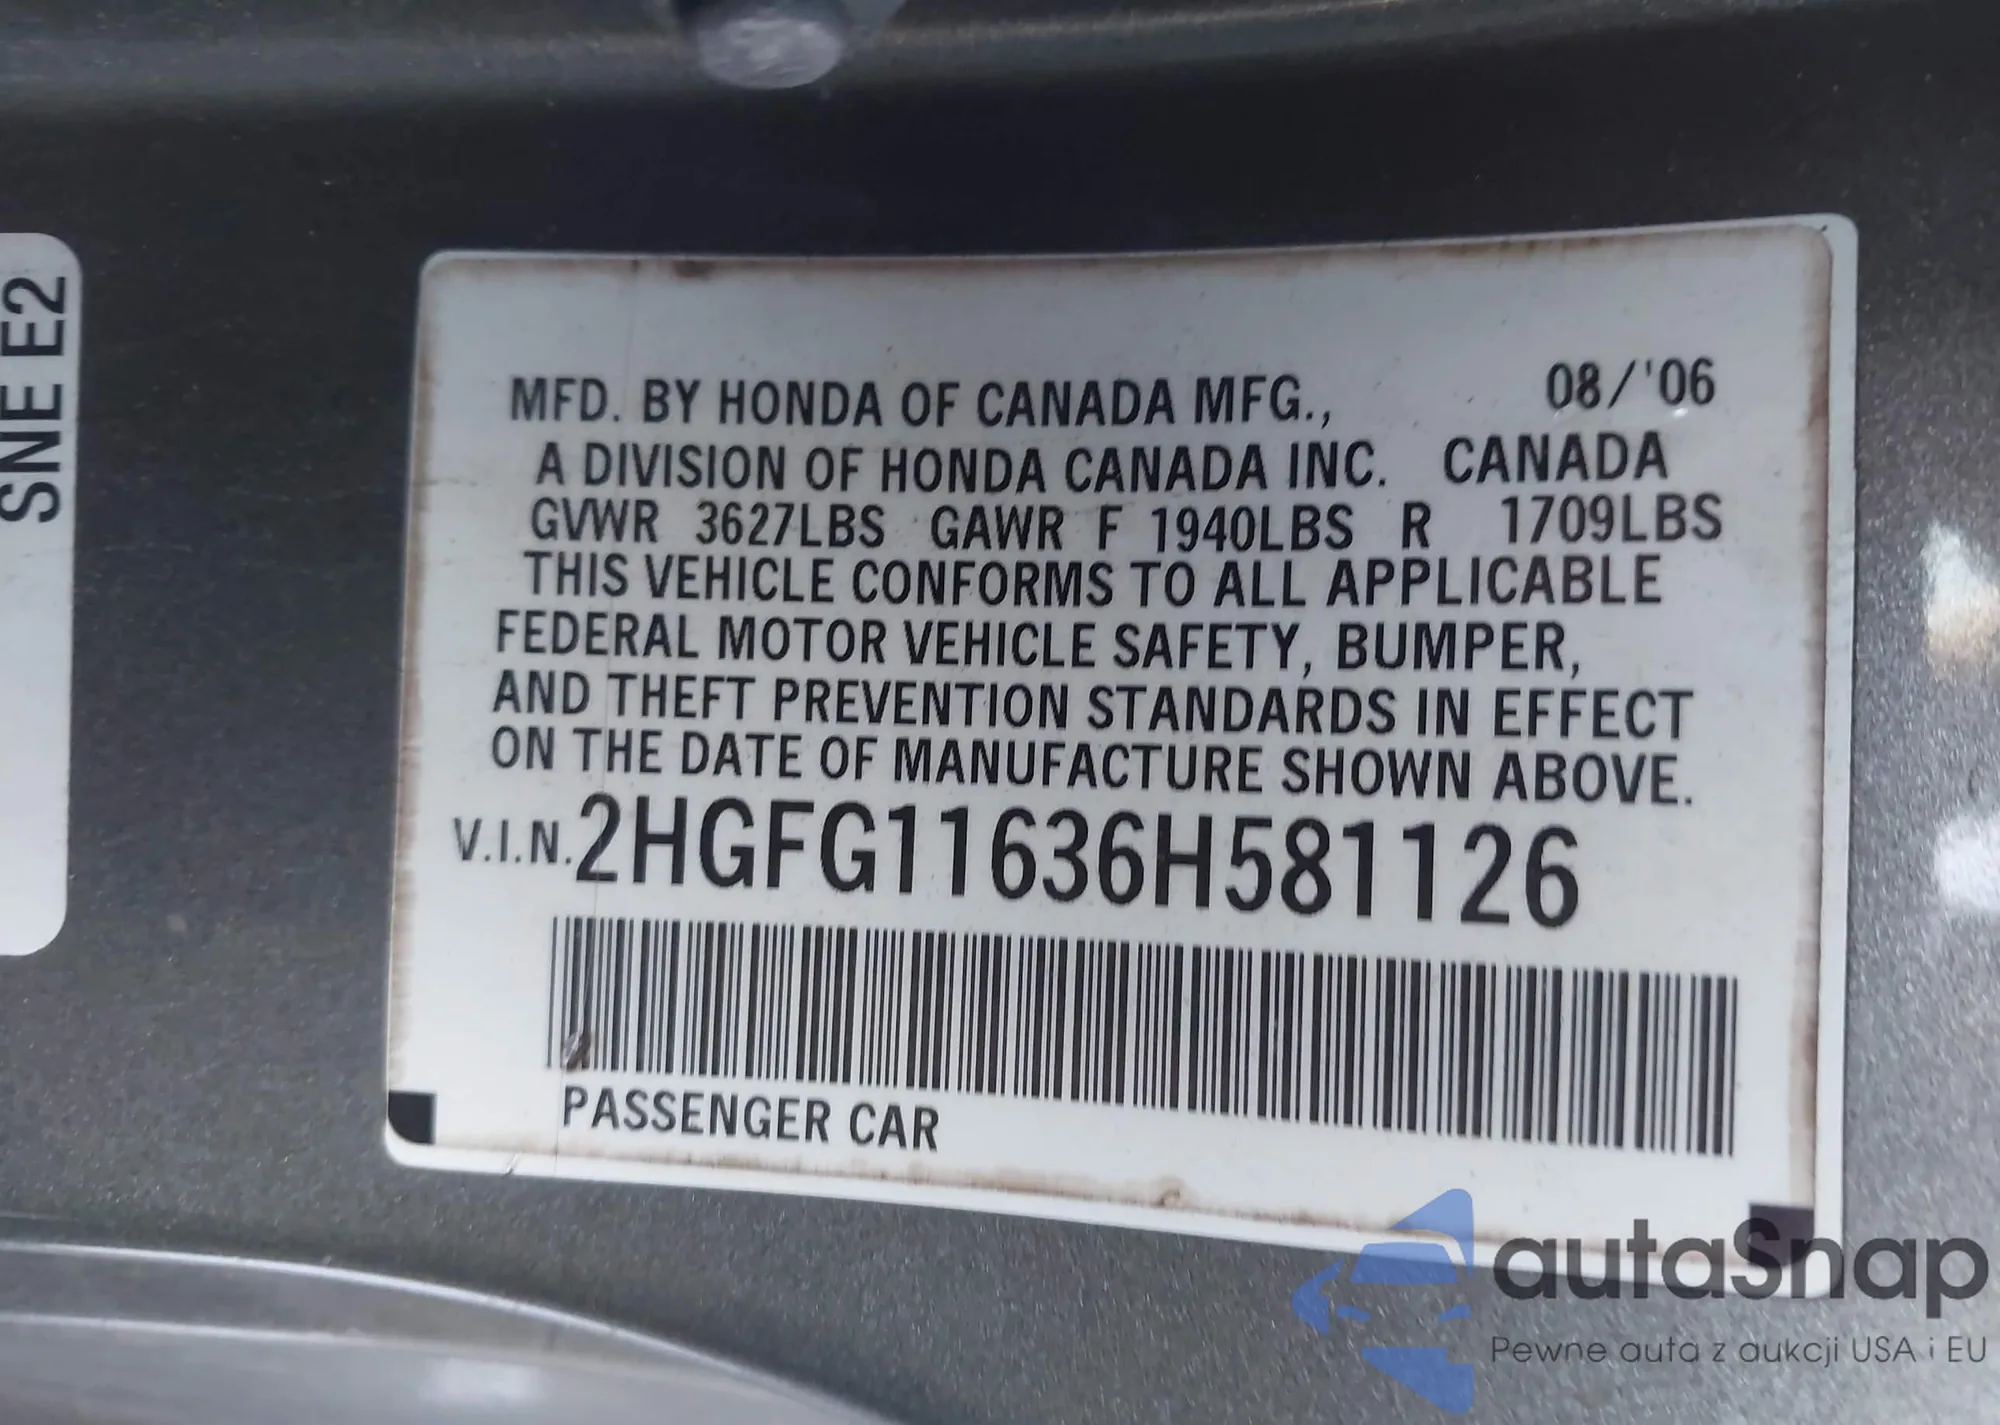 SNE E2
MFD. BY HONDA OF CANADA MFG., 08/'06
A DIVISION OF HONDA CANADA INC. CANADA
GVWR 3627LBS GAWR F 1940LBS R 1709LBS
THIS VEHICLE CONFORMS TO ALL APPLICABLE
FEDERAL MOTOR VEHICLE SAFETY, BUMPER,
AND THEFT PREVENTION STANDARDS IN EFFECT
ON THE DATE OF MANUFACTURE SHOWN ABOVE.
V.I.N. 2HGFG11636H581126
PASSENGER CAR
autaSnap
Pewne auta z aukcji USA i EU